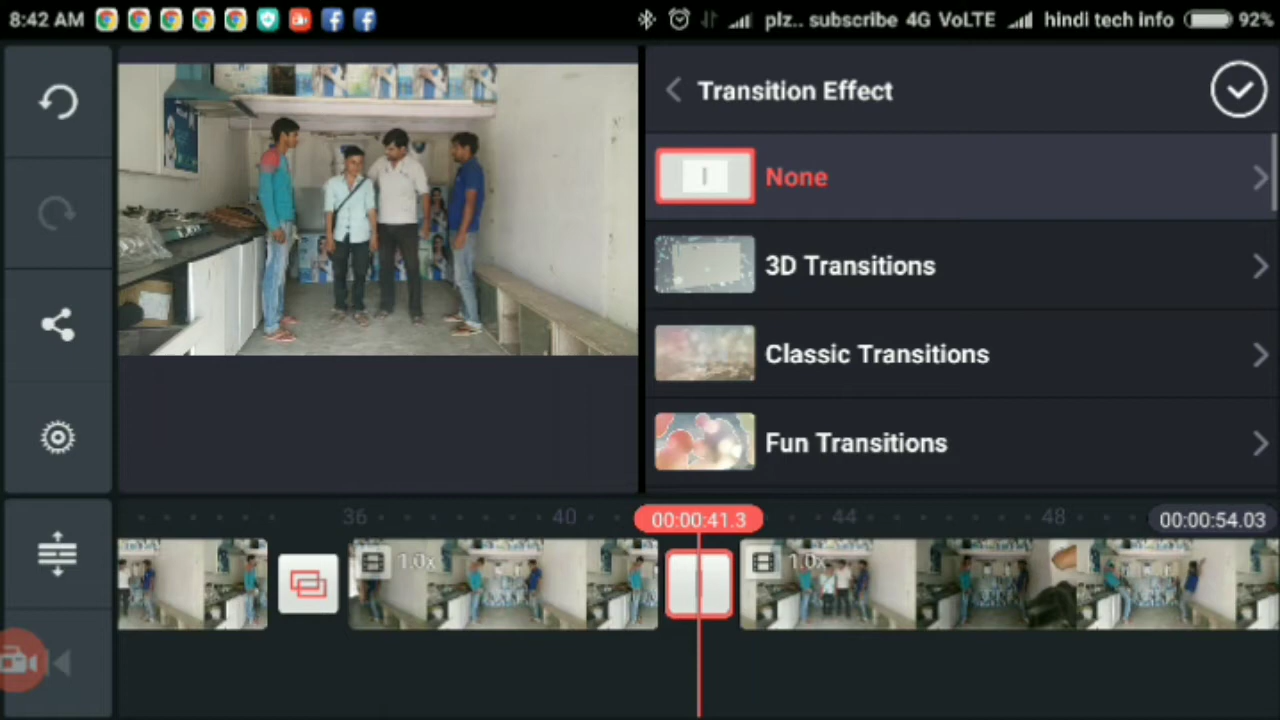 8:42 AM
plz.. subscribe 4G VoLTE
hindi tech info
92%
Transition Effect
None
3D Transitions
Classic Transitions
Fun Transitions
36
40
00:00:41.3
44
48
00:00:54.03
1.0x
1.0x